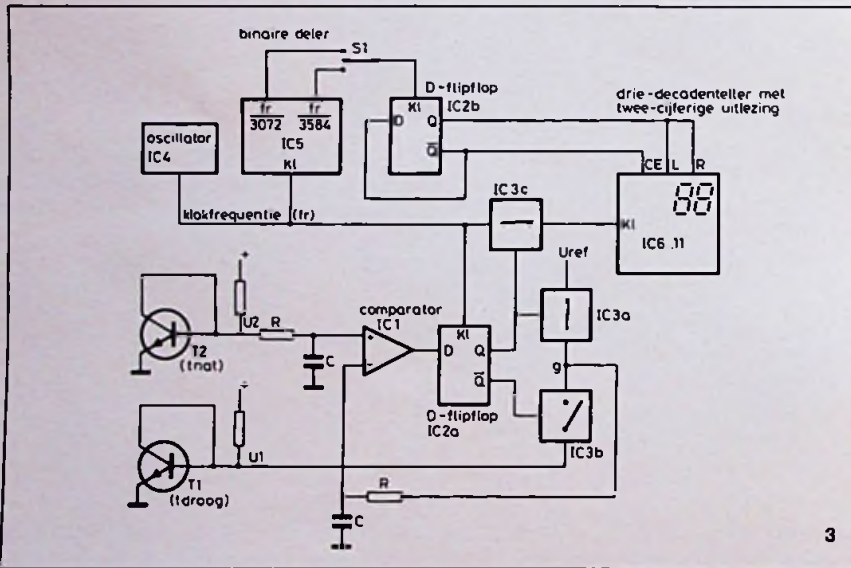 binaire deler
S1
D-flipflop
IC2b
Kl
D
Q
Q̅
fr
3072
fr
3584
IC5
Kl
oscillator
IC4
klokfrequentie (fr)
drie-decadenteller met
twee-cijferige uitlezing
CE L R
88
Kl
IC6..11
IC3c
Uref
IC3a
g
IC3b
comparator
IC1
+
-
Kl
D
Q
Q̅
D-flipflop
IC2a
+
U2
R
C
T2
(tnat)
+
U1
T1
(tdroog)
R
C
3